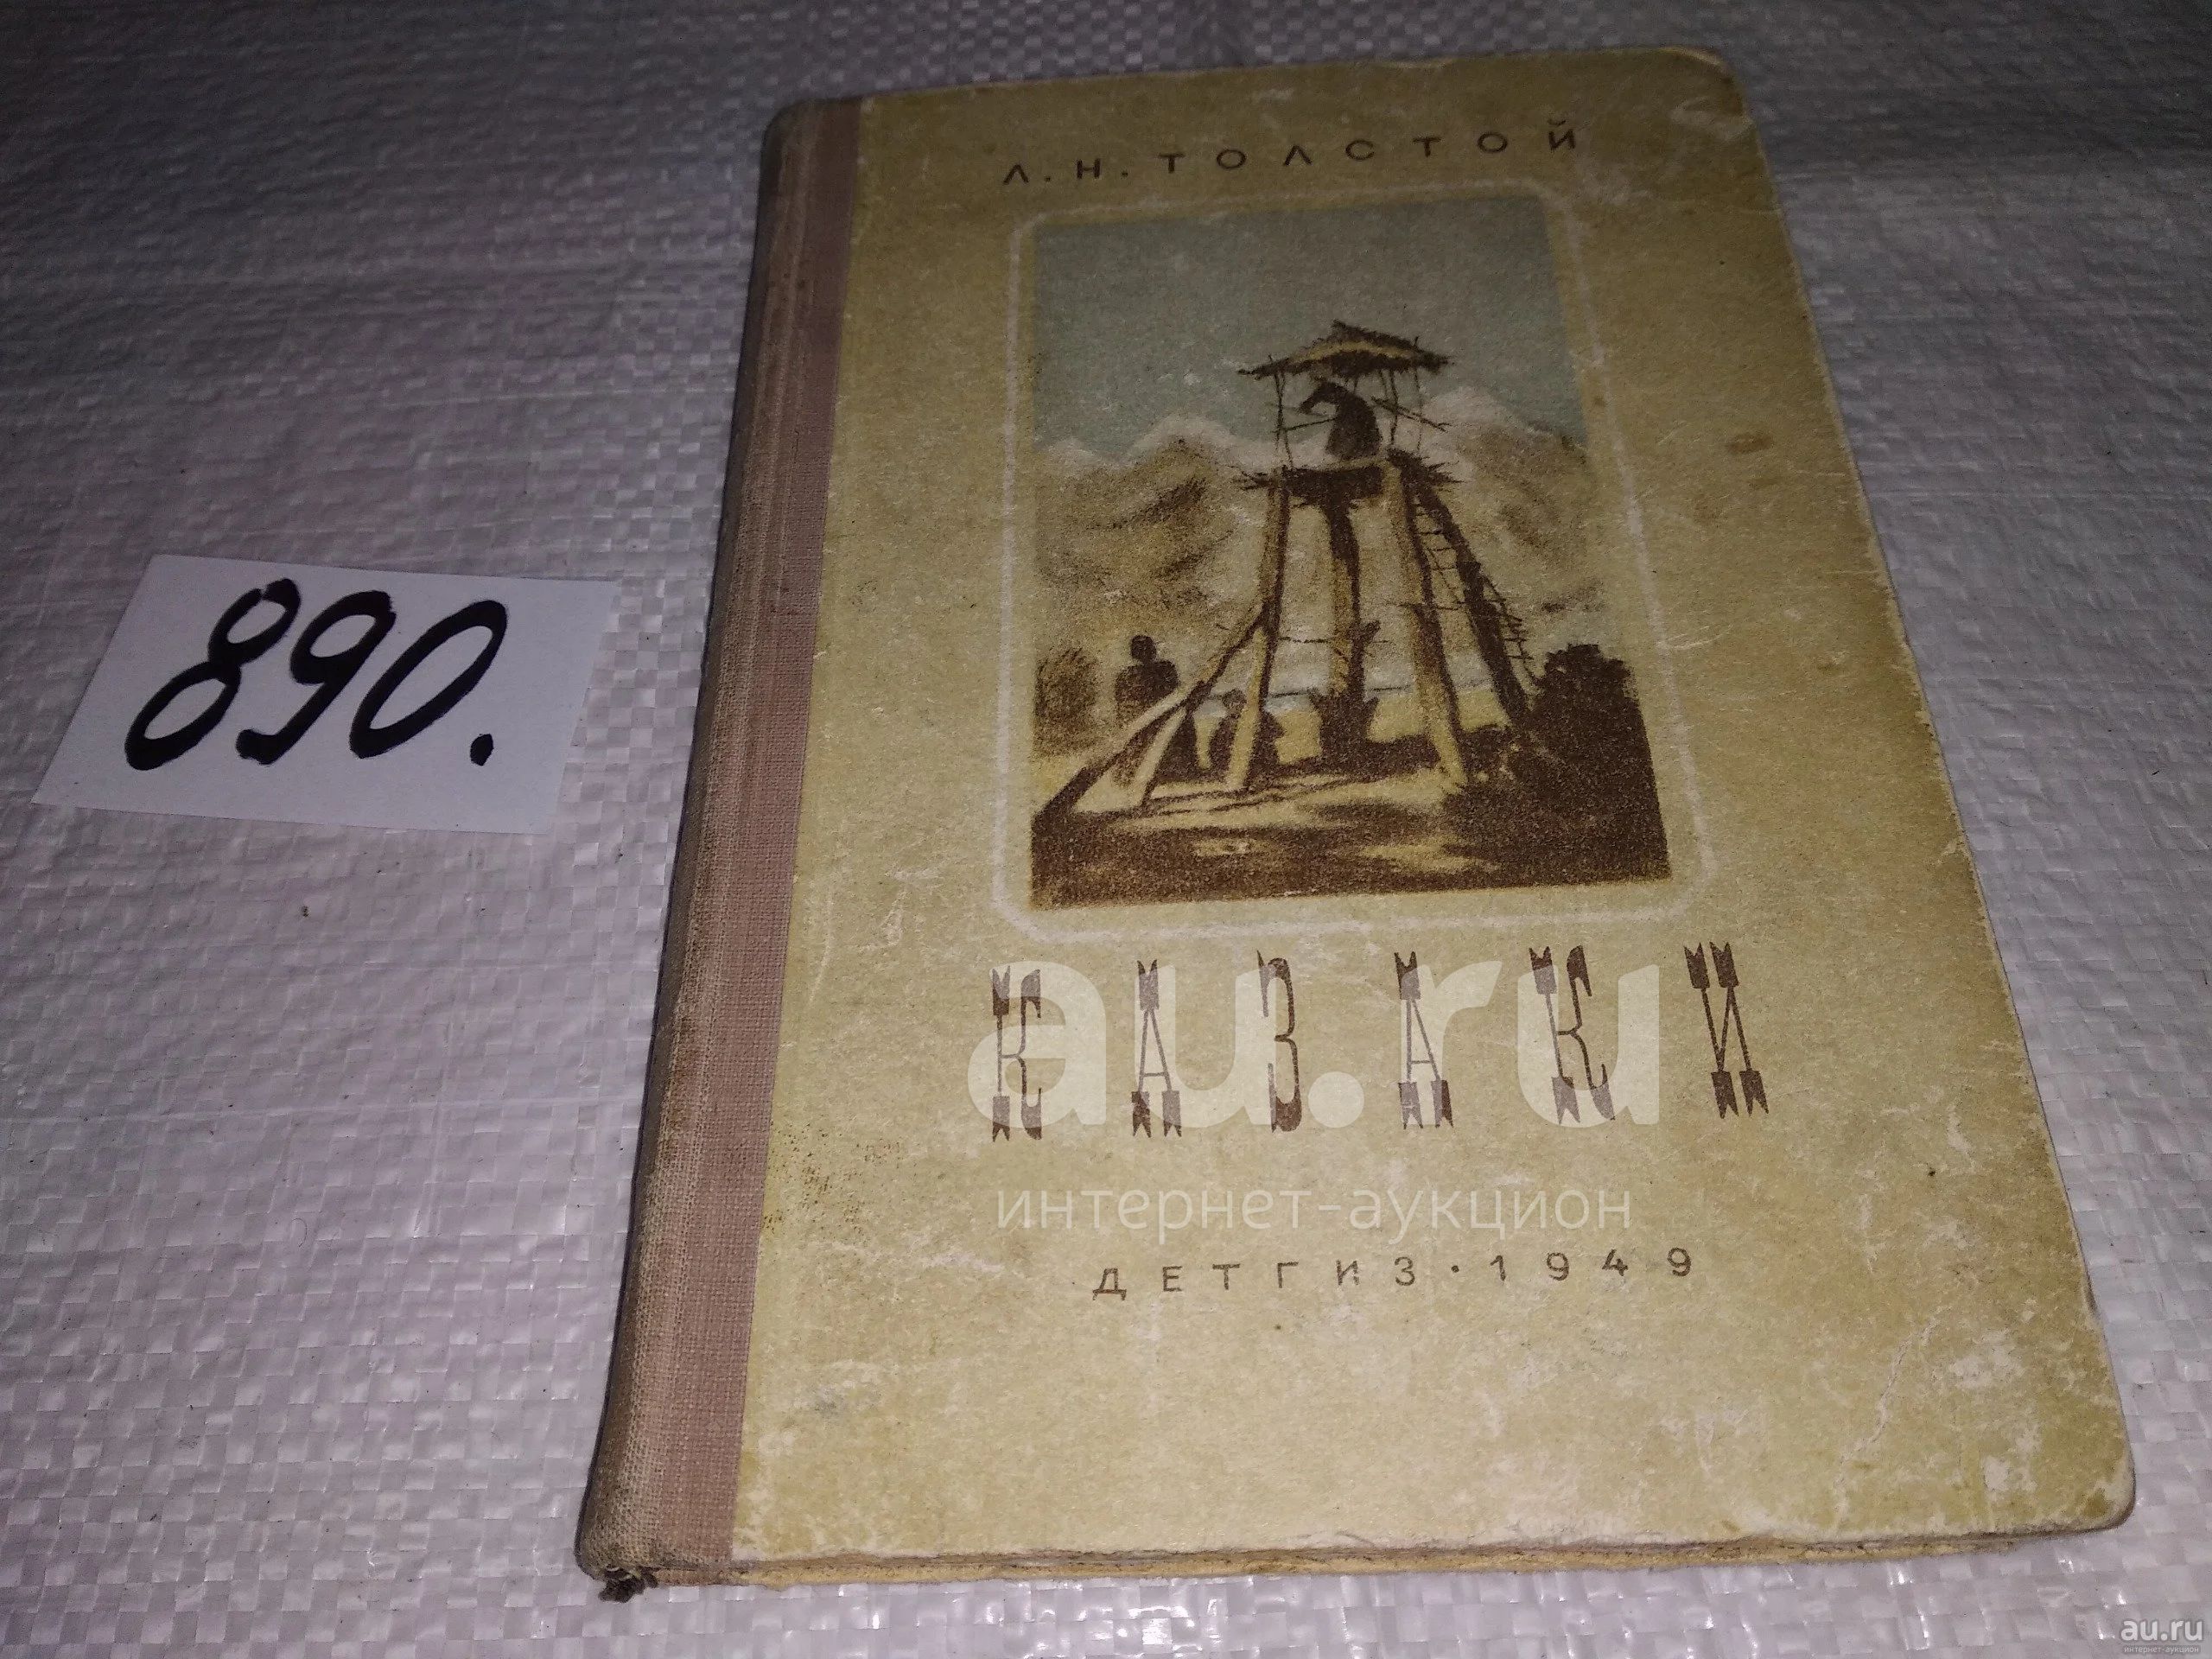 Л. Н. ТОЛСТОЙ
890.
КАЗАКИ
au.ru
интернет-аукцион
ДЕТГИЗ · 1949
au.ru
интернет-аукцион